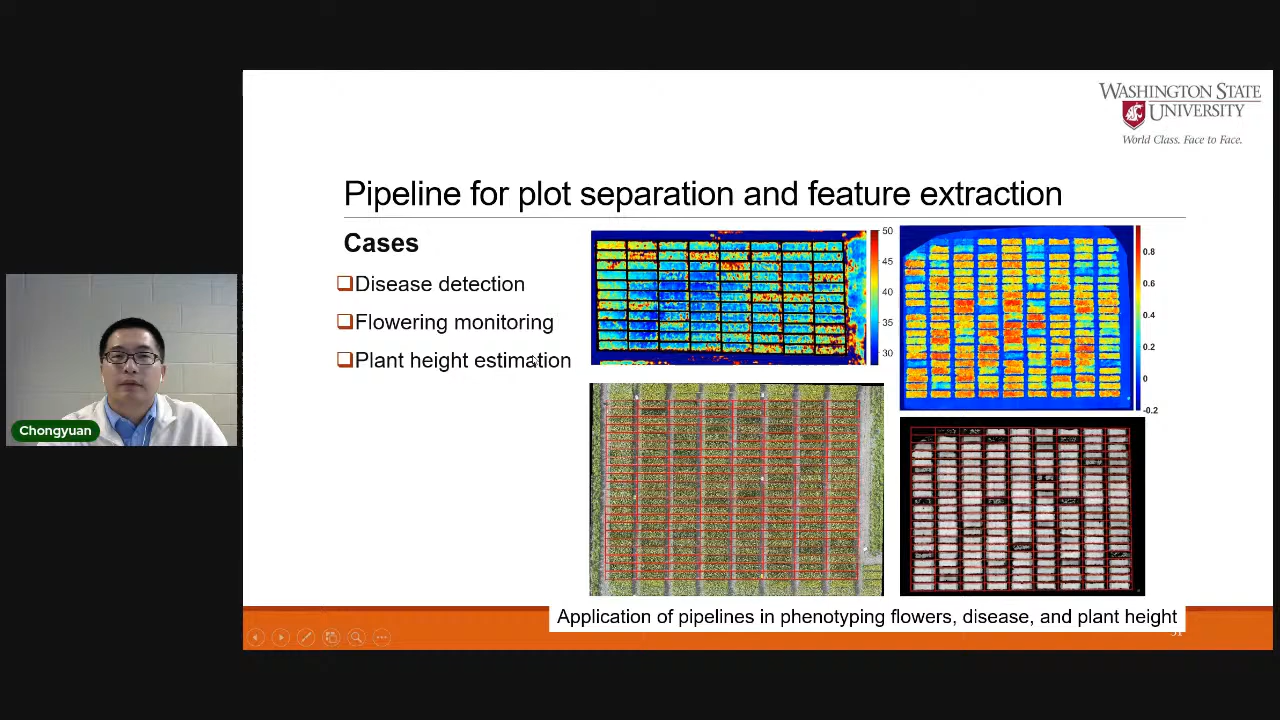 WASHINGTON STATE
UNIVERSITY
World Class. Face to Face.
Pipeline for plot separation and feature extraction
Cases
Disease detection
Flowering monitoring
Plant height estimation
50
45
40
35
30
0.8
0.6
0.4
0.2
0
-0.2
Chongyuan
Application of pipelines in phenotyping flowers, disease, and plant height